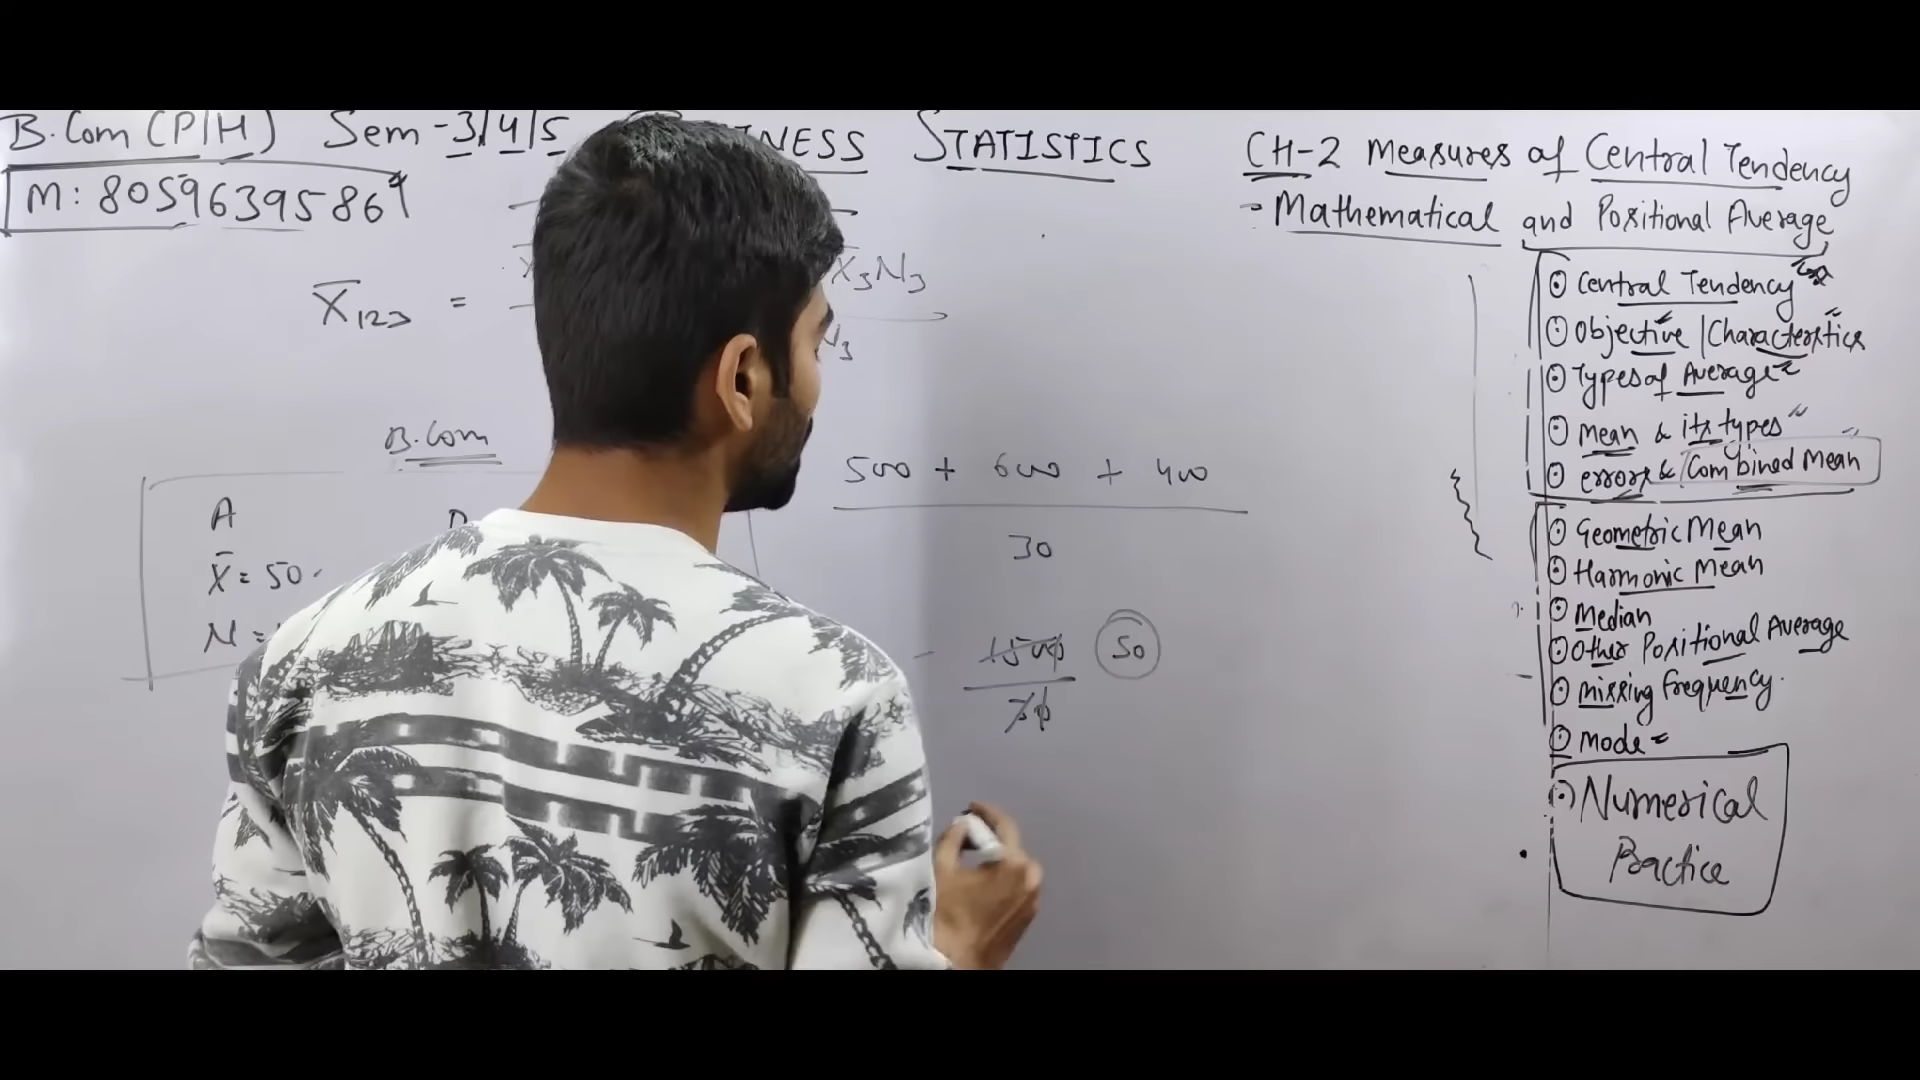 B.Com (P/H) Sem-3/4/5 STATISTICS
M: 8059639586
X̄₁₂₃ =
X₃N₃
N₃
B.Com
A
X̄ = 50
N =
500 + 600 + 400
30
1500
30
50
CH-2 Measures of Central Tendency
- Mathematical and Positional Average
Central Tendency
Objective / Characteristics
Types of Average
Mean & its types
errors & Combined Mean
Geometric Mean
Harmonic Mean
Median
Other Positional Average
Missing Frequency
Mode
Numerical
Practice